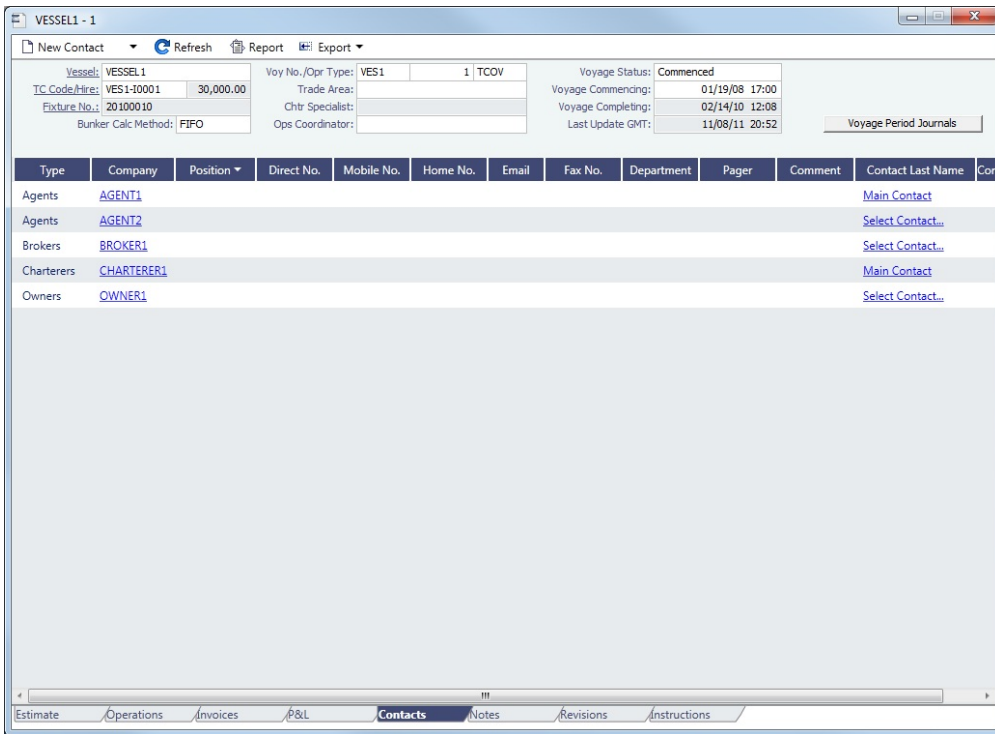 VESSEL1 - 1
New Contact Refresh Report Export
Vessel: VESSEL1 Voy No./Opr Type: VES1 1 TCOV Voyage Status: Commenced
TC Code/Hire: VES1-I0001 30,000.00 Trade Area: Voyage Commencing: 01/19/08 17:00
Fixture No.: 20100010 Chtr Specialist: Voyage Completing: 02/14/10 12:08
Bunker Calc Method: FIFO Ops Coordinator: Last Update GMT: 11/08/11 20:52 Voyage Period Journals
Type Company Position Direct No. Mobile No. Home No. Email Fax No. Department Pager Comment Contact Last Name Con
Agents AGENT1 Main Contact
Agents AGENT2 Select Contact...
Brokers BROKER1 Select Contact...
Charterers CHARTERER1 Main Contact
Owners OWNER1 Select Contact...
Estimate Operations Invoices P&L Contacts Notes Revisions Instructions